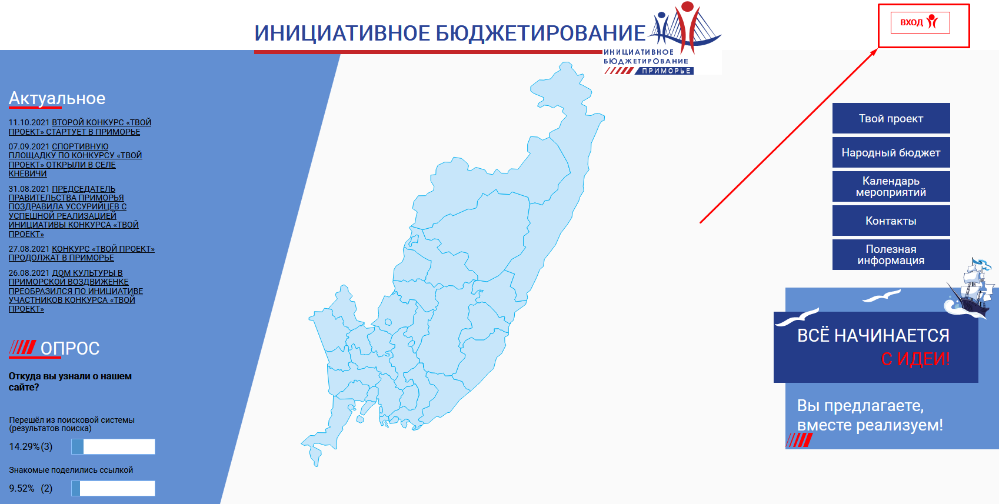 ИНИЦИАТИВНОЕ БЮДЖЕТИРОВАНИЕ
ИНИЦИАТИВНОЕ
БЮДЖЕТИРОВАНИЕ
ПРИМОРЬЕ
ВХОД
Актуальное
11.10.2021 ВТОРОЙ КОНКУРС «ТВОЙ
ПРОЕКТ» СТАРТУЕТ В ПРИМОРЬЕ
07.09.2021 СПОРТИВНУЮ
ПЛОЩАДКУ ПО КОНКУРСУ «ТВОЙ
ПРОЕКТ» ОТКРЫЛИ В СЕЛЕ
КНЕВИЧИ
31.08.2021 ПРЕДСЕДАТЕЛЬ
ПРАВИТЕЛЬСТВА ПРИМОРЬЯ
ПОЗДРАВИЛА УССУРИЙЦЕВ С
УСПЕШНОЙ РЕАЛИЗАЦИЕЙ
ИНИЦИАТИВЫ КОНКУРСА «ТВОЙ
ПРОЕКТ»
27.08.2021 КОНКУРС «ТВОЙ ПРОЕКТ»
ПРОДОЛЖАТ В ПРИМОРЬЕ
26.08.2021 ДОМ КУЛЬТУРЫ В
ПРИМОРСКОЙ ВОЗДВИЖЕНКЕ
ПРЕОБРАЗИЛСЯ ПО ИНИЦИАТИВЕ
УЧАСТНИКОВ КОНКУРСА «ТВОЙ
ПРОЕКТ»
ОПРОС
Откуда вы узнали о нашем
сайте?
Перешёл из поисковой системы
(результатов поиска)
14.29% (3)
Знакомые поделились ссылкой
9.52% (2)
Твой проект
Народный бюджет
Календарь
мероприятий
Контакты
Полезная
информация
ВСЁ НАЧИНАЕТСЯ
С ИДЕИ!
Вы предлагаете,
вместе реализуем!